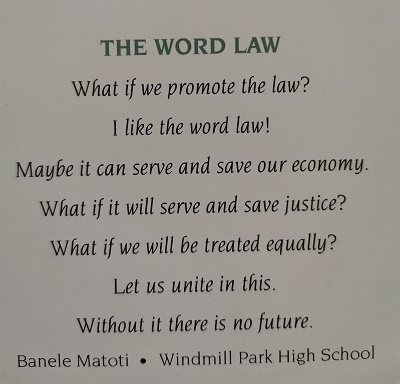 THE WORD LAW
What if we promote the law?
I like the word law!
Maybe it can serve and save our economy.
What if it will serve and save justice?
What if we will be treated equally?
Let us unite in this.
Without it there is no future.
Banele Matoti • Windmill Park High School